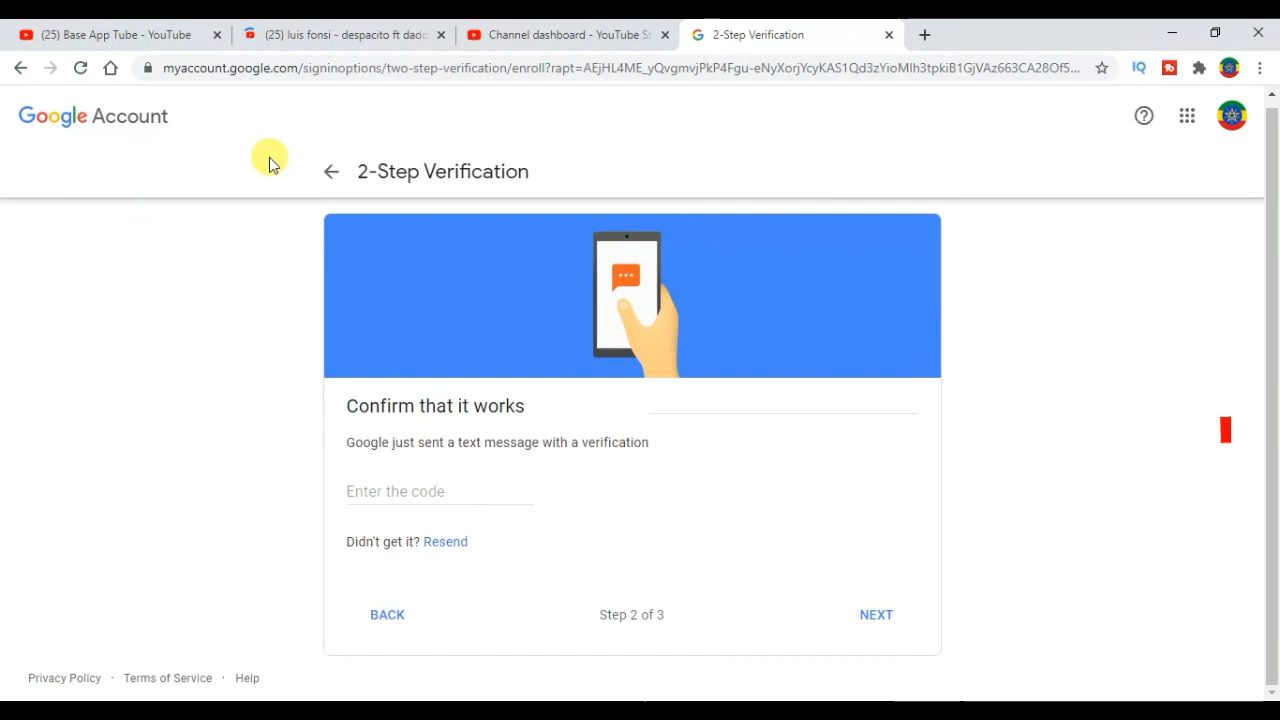 (25) Base App Tube - YouTube
(25) luis fonsi - despacito ft dadd
Channel dashboard - YouTube St
2-Step Verification
myaccount.google.com/signinoptions/two-step-verification/enroll?rapt=AEjHL4ME_yQvgmvjPkP4Fgu-eNyXorjYcyKAS1Qd3zYioMlh3tpkiB1GjVAz663CA28Of5...
Google Account
2-Step Verification
Confirm that it works
Google just sent a text message with a verification
Enter the code
Didn't get it? Resend
BACK
Step 2 of 3
NEXT
Privacy Policy · Terms of Service · Help